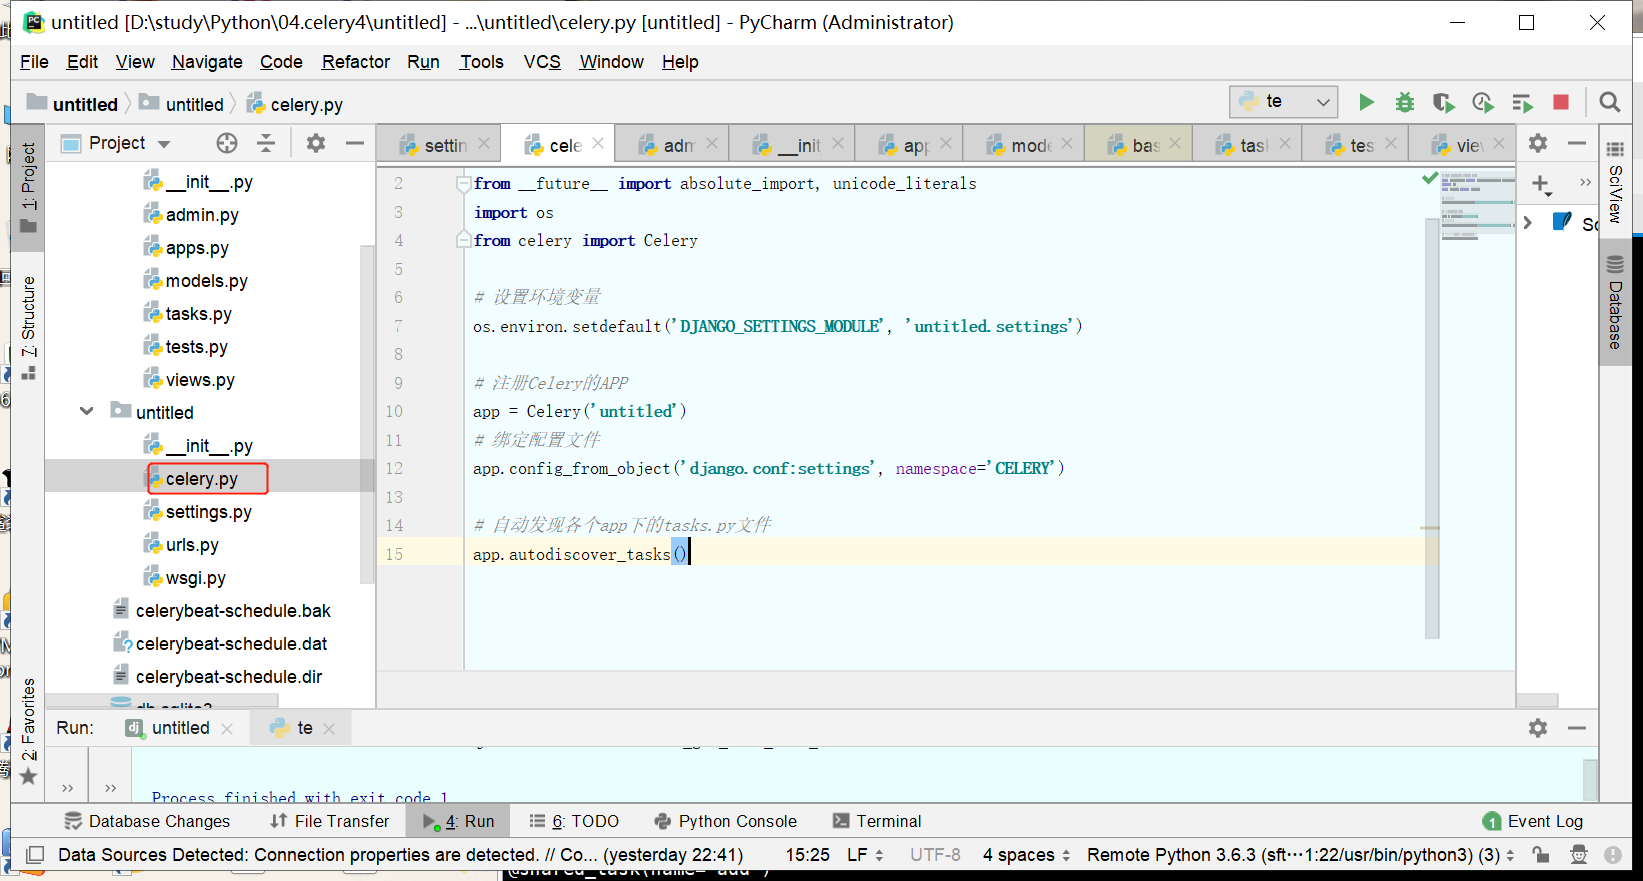 untitled [D:\study\Python\04.celery4\untitled] - ...\untitled\celery.py [untitled] - PyCharm (Administrator)
File Edit View Navigate Code Refactor Run Tools VCS Window Help
untitled untitled celery.py te
Project
settin cele adm __init app mode bas task tes view
1: Project
7: Structure
2: Favorites
__init__.py
admin.py
apps.py
models.py
tasks.py
tests.py
views.py
untitled
__init__.py
celery.py
settings.py
urls.py
wsgi.py
celerybeat-schedule.bak
celerybeat-schedule.dat
celerybeat-schedule.dir
db.sqlite3
2 from __future__ import absolute_import, unicode_literals
3 import os
4 from celery import Celery
5
6 # 设置环境变量
7 os.environ.setdefault('DJANGO_SETTINGS_MODULE', 'untitled.settings')
8
9 # 注册Celery的APP
10 app = Celery('untitled')
11 # 绑定配置文件
12 app.config_from_object('django.conf:settings', namespace='CELERY')
13
14 # 自动发现各个app下的tasks.py文件
15 app.autodiscover_tasks()
Sc
SciView
Database
Run: untitled te
Process finished with exit code 1
Database Changes File Transfer 4: Run 6: TODO Python Console Terminal 1 Event Log
Data Sources Detected: Connection properties are detected. // Co... (yesterday 22:41) 15:25 LF UTF-8 4 spaces Remote Python 3.6.3 (sft···1:22/usr/bin/python3) (3)
@shared_task(name="add")